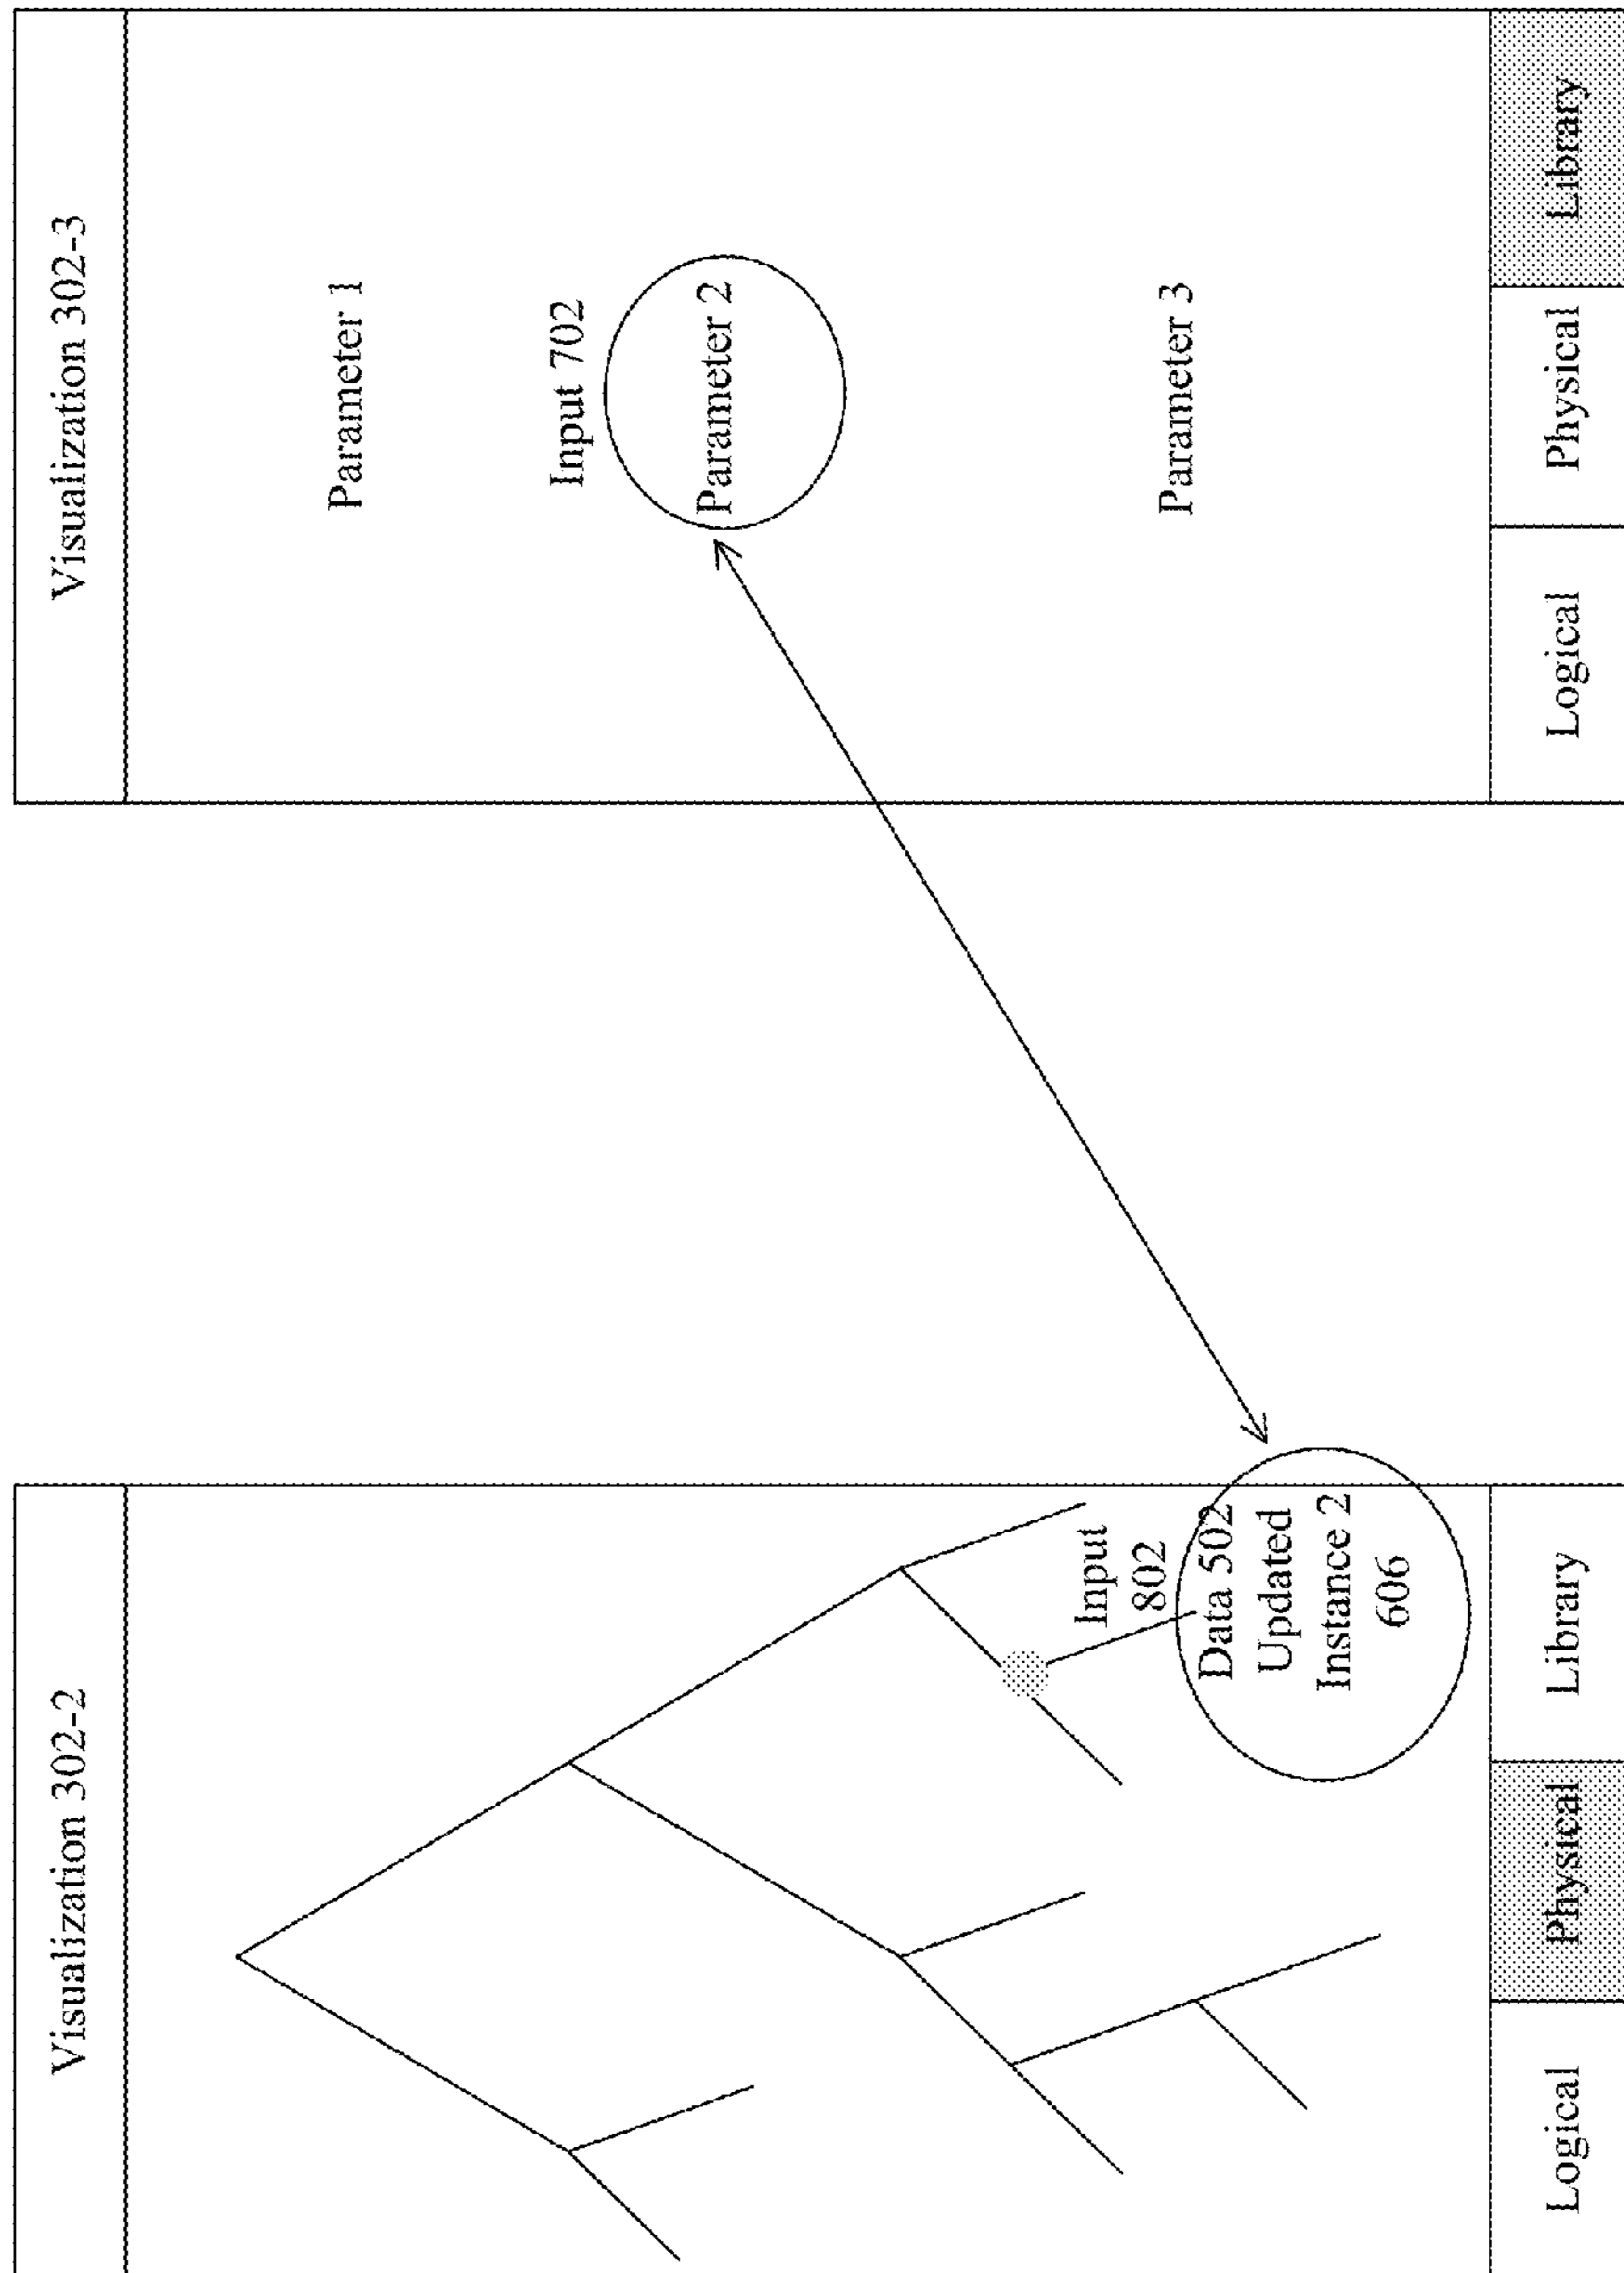 Visualization 302-2
Input
802
Data 502
Updated
Instance 2
606
Logical
Physical
Library
Visualization 302-3
Parameter 1
Input 702
Parameter 2
Parameter 3
Logical
Physical
Library